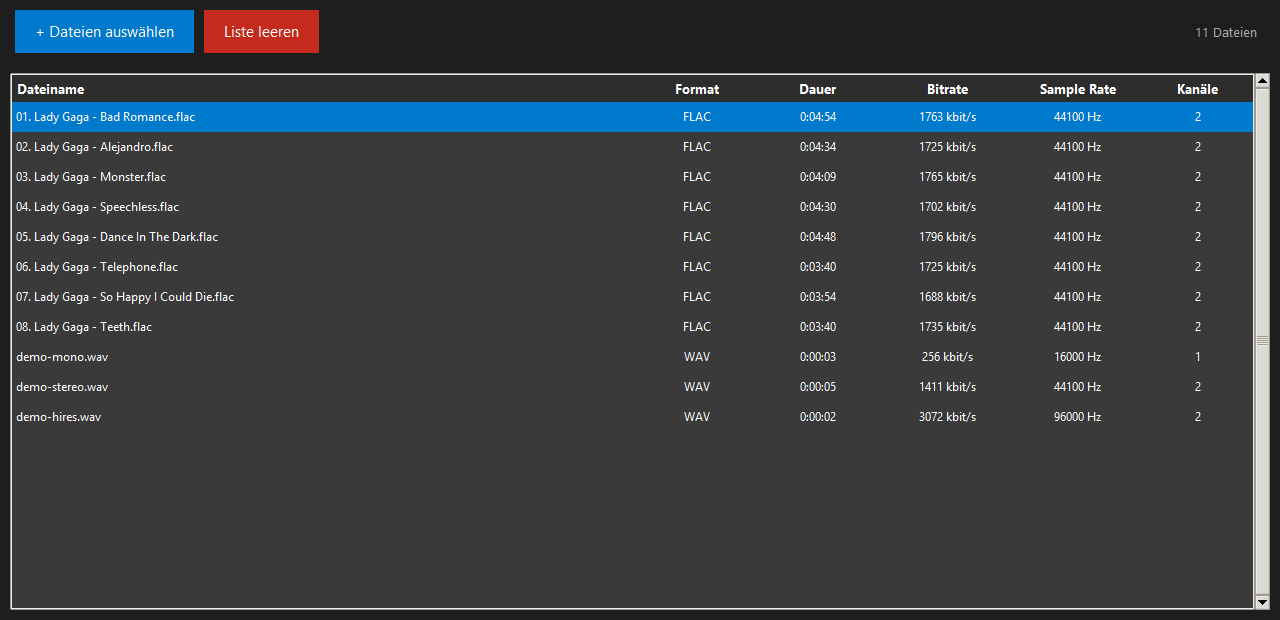 + Dateien auswählen Liste leeren 11 Dateien
Dateiname Format Dauer Bitrate Sample Rate Kanäle
01. Lady Gaga - Bad Romance.flac FLAC 0:04:54 1763 kbit/s 44100 Hz 2
02. Lady Gaga - Alejandro.flac FLAC 0:04:34 1725 kbit/s 44100 Hz 2
03. Lady Gaga - Monster.flac FLAC 0:04:09 1765 kbit/s 44100 Hz 2
04. Lady Gaga - Speechless.flac FLAC 0:04:30 1702 kbit/s 44100 Hz 2
05. Lady Gaga - Dance In The Dark.flac FLAC 0:04:48 1796 kbit/s 44100 Hz 2
06. Lady Gaga - Telephone.flac FLAC 0:03:40 1725 kbit/s 44100 Hz 2
07. Lady Gaga - So Happy I Could Die.flac FLAC 0:03:54 1688 kbit/s 44100 Hz 2
08. Lady Gaga - Teeth.flac FLAC 0:03:40 1735 kbit/s 44100 Hz 2
demo-mono.wav WAV 0:00:03 256 kbit/s 16000 Hz 1
demo-stereo.wav WAV 0:00:05 1411 kbit/s 44100 Hz 2
demo-hires.wav WAV 0:00:02 3072 kbit/s 96000 Hz 2